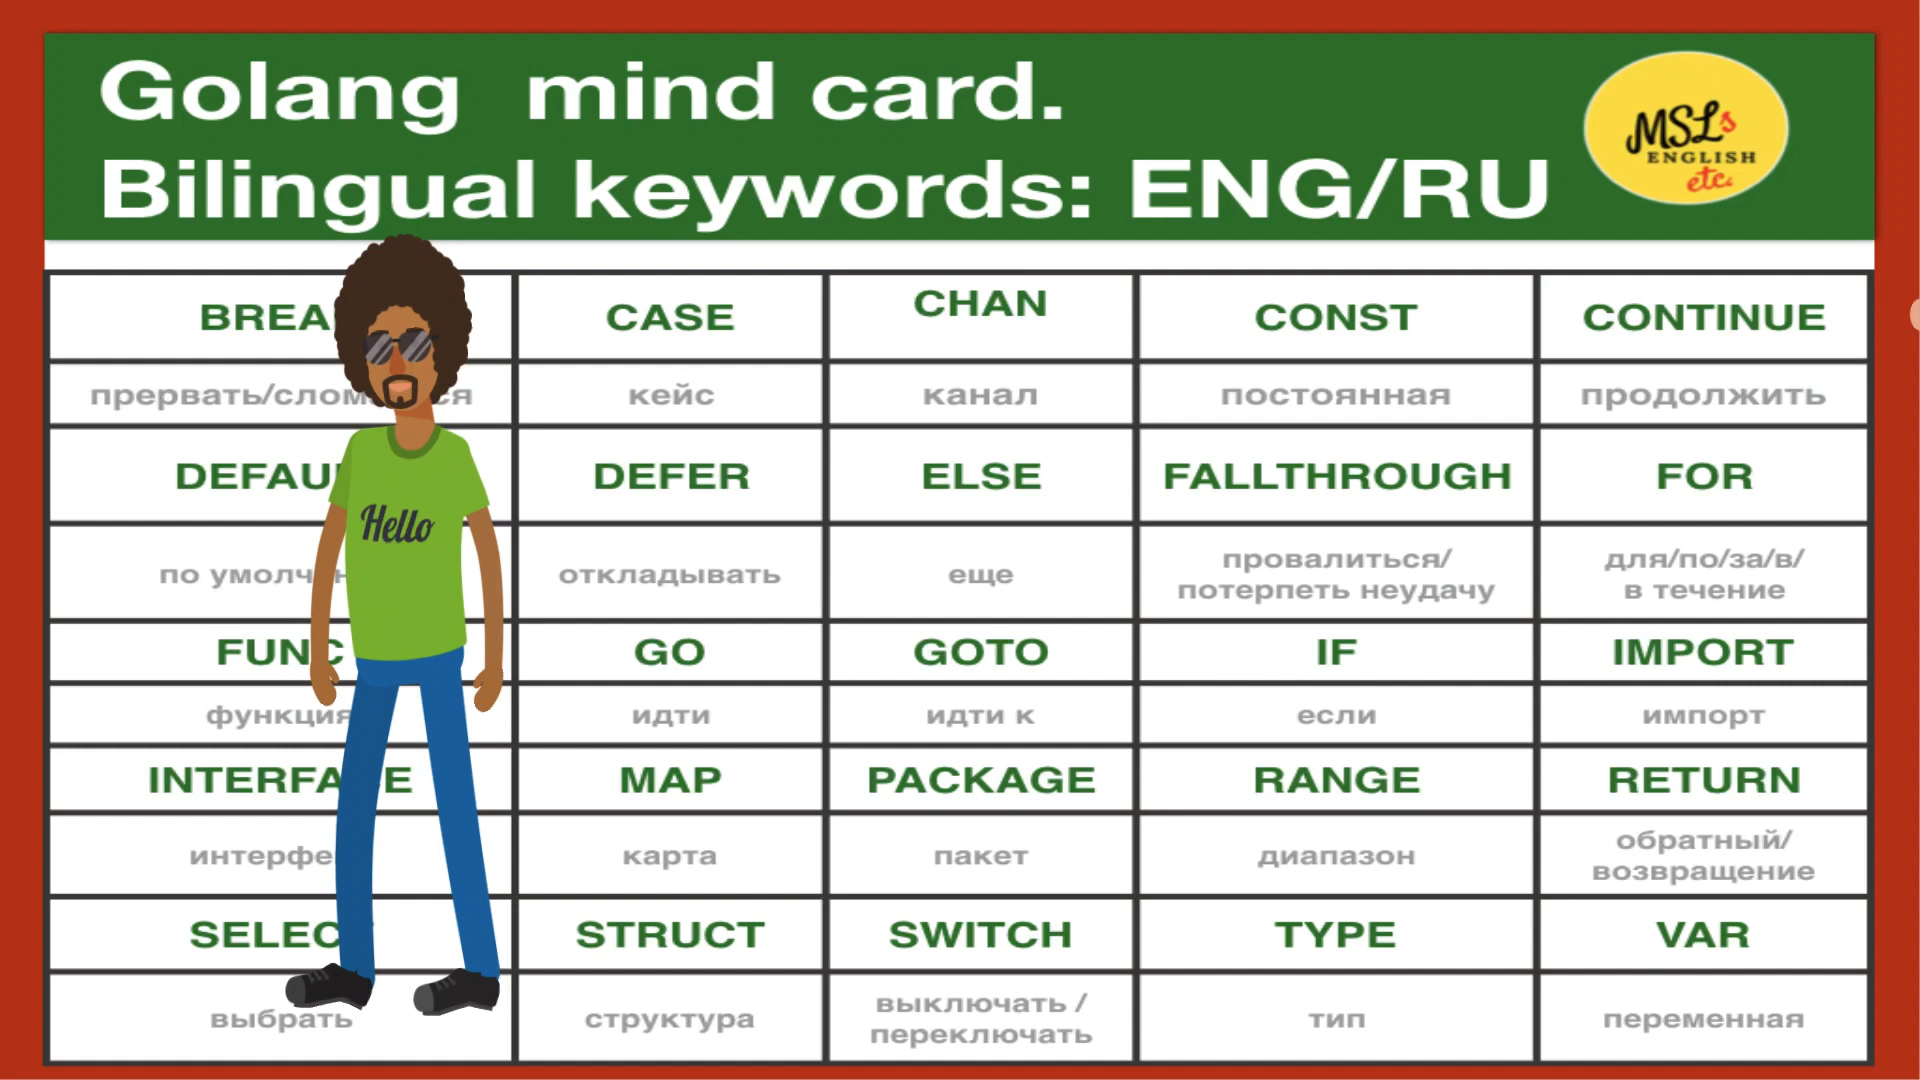 Golang mind card.
Bilingual keywords: ENG/RU
MSLs
ENGLISH
etc.
CASE CHAN CONST CONTINUE
кейс канал постоянная продолжить
DEFER ELSE FALLTHROUGH FOR
откладывать еще провалиться/ для/по/за/в/
потерпеть неудачу в течение
Hello
FUNC GO GOTO IF IMPORT
функция идти идти к если импорт
MAP PACKAGE RANGE RETURN
карта пакет диапазон обратный/
возвращение
STRUCT SWITCH TYPE VAR
выбрать структура выключать / тип переменная
переключать